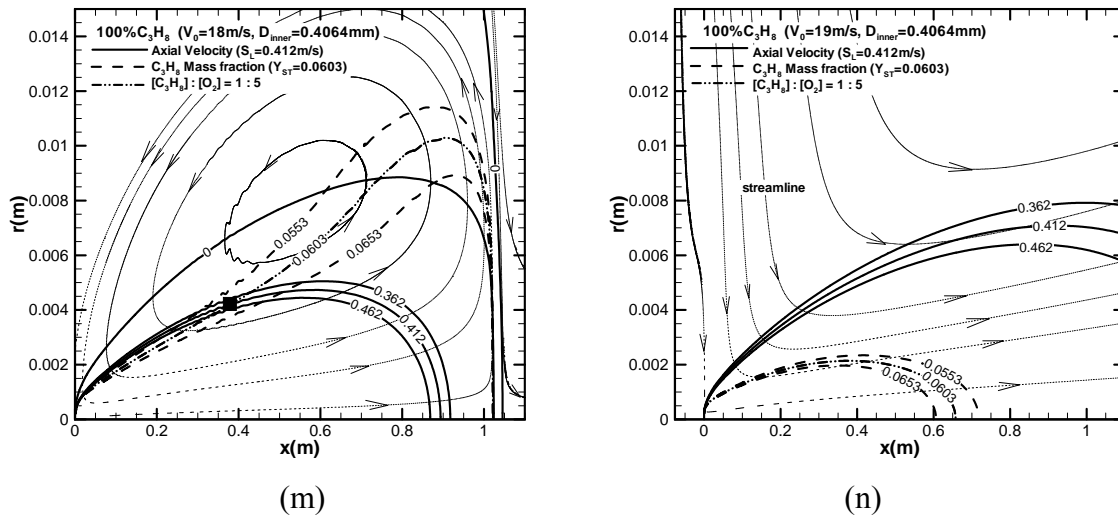 100%C3H8 (V0=18m/s, Dinner=0.4064mm)
Axial Velocity (SL=0.412m/s)
C3H8 Mass fraction (YST=0.0603)
[C3H8] : [O2] = 1 : 5
0.014
0.012
0.01
0.008
0.006
0.004
0.002
0
r(m)
0
0.0553
0.0603
0.0653
0.362
0.412
0.462
0
0
0.2
0.4
0.6
0.8
1
x(m)
(m)
100%C3H8 (V0=19m/s, Dinner=0.4064mm)
Axial Velocity (SL=0.412m/s)
C3H8 Mass fraction (YST=0.0603)
[C3H8] : [O2] = 1 : 5
0.014
0.012
0.01
0.008
0.006
0.004
0.002
0
r(m)
streamline
0.362
0.412
0.462
0.0553
0.0603
0.0653
0
0.2
0.4
0.6
0.8
1
x(m)
(n)